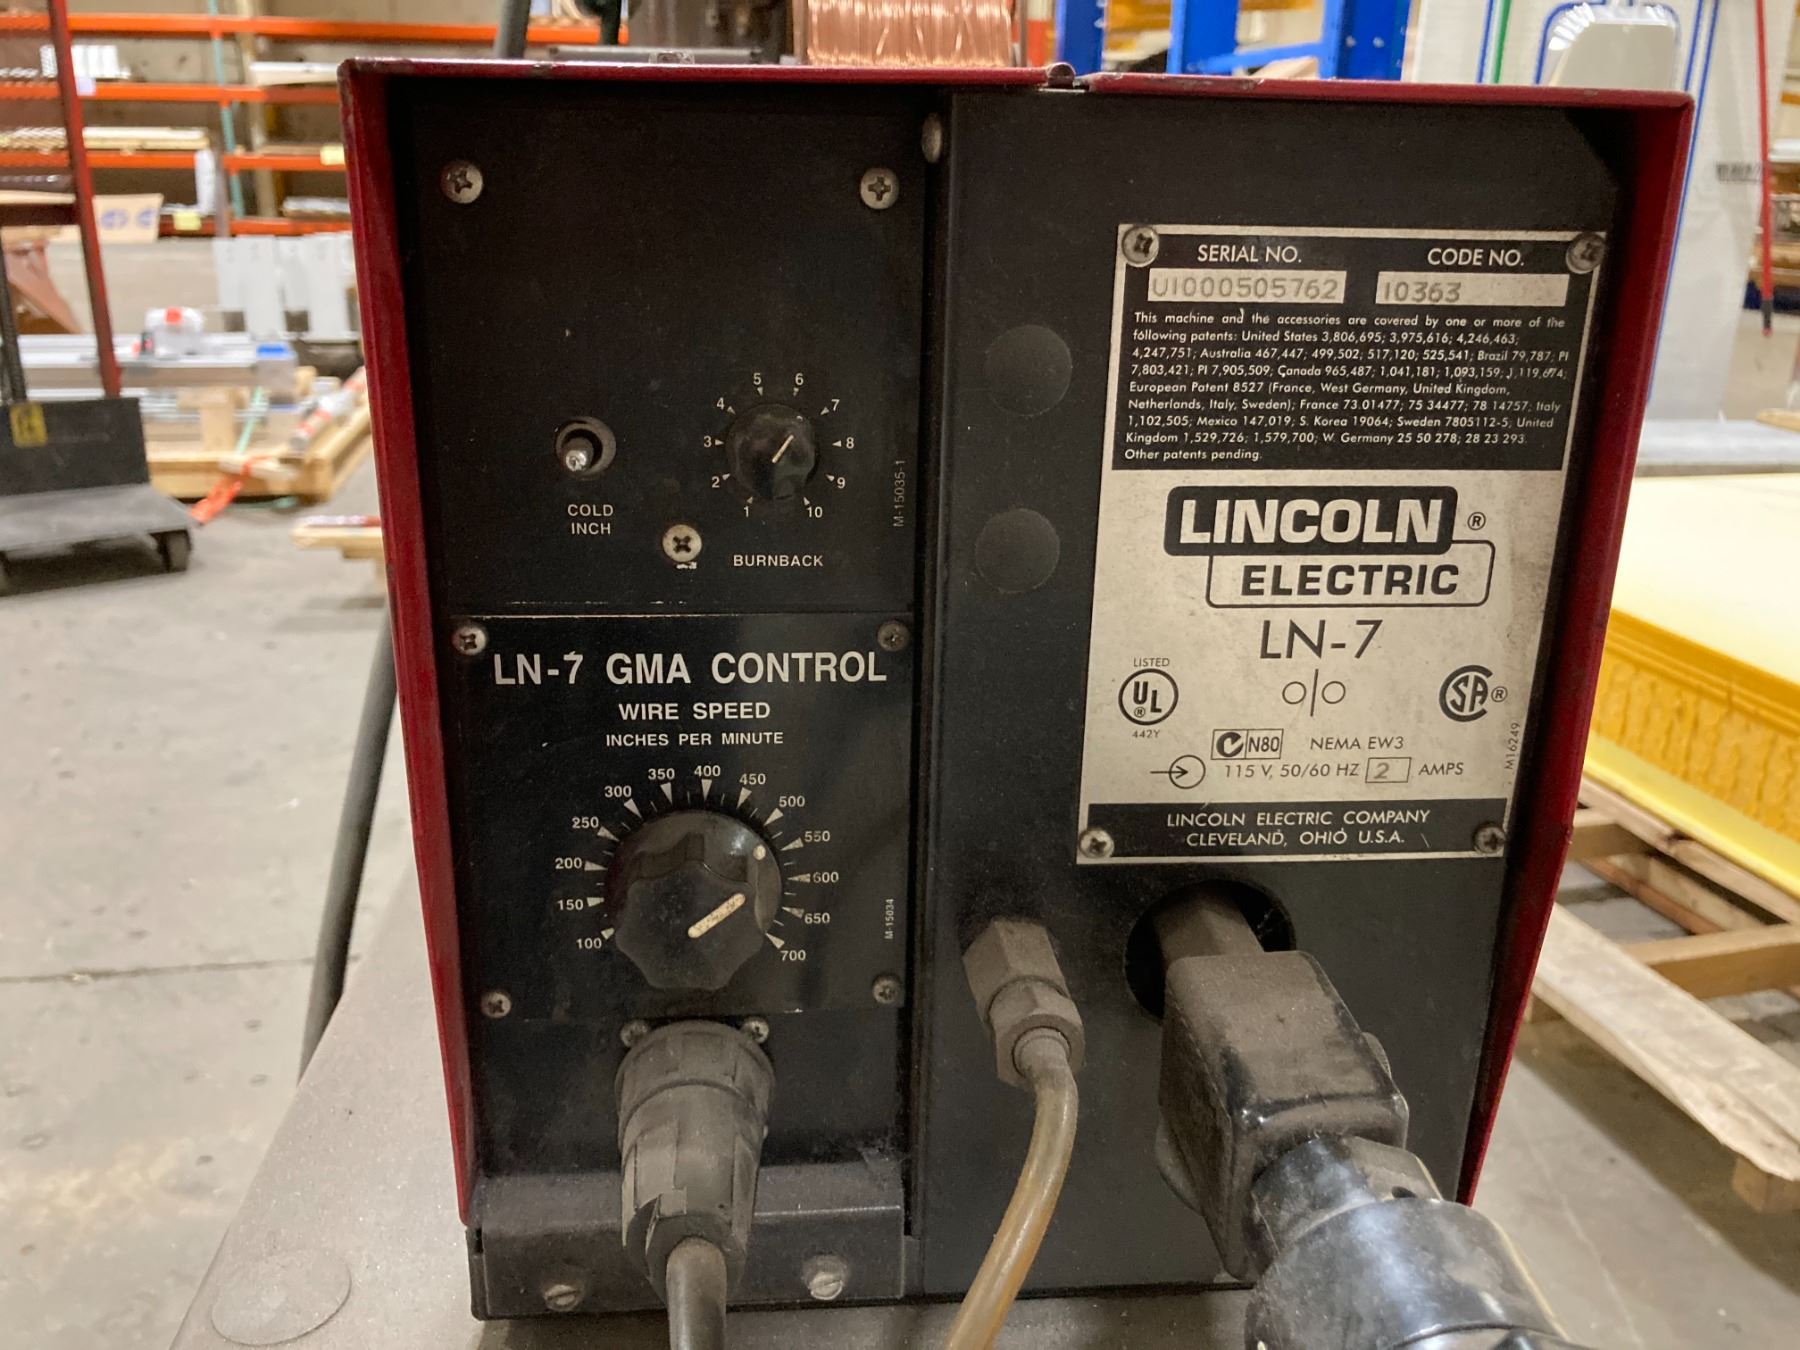 5 6
4 7
3 8
2 9
1 10
COLD
INCH
BURNBACK
M-15035-1
LN-7 GMA CONTROL
WIRE SPEED
INCHES PER MINUTE
350 400 450
300 500
250 550
200 600
150 650
100 700
M-15034
SERIAL NO. CODE NO.
U1000505762 10363
This machine and the accessories are covered by one or more of the
following patents: United States 3,806,695; 3,975,616; 4,246,463;
4,247,751; Australia 467,447; 499,502; 517,120; 525,541; Brazil 79,787; PI
7,803,421; PI 7,905,509; Canada 965,487; 1,041,181; 1,093,159; J,119,674;
European Patent 8527 (France, West Germany, United Kingdom,
Netherlands, Italy, Sweden); France 73.01477; 75 34477; 78 14757; Italy
1,102,505; Mexico 147,019; S. Korea 19064; Sweden 7805112-5; United
Kingdom 1,529,726; 1,579,700; W. Germany 25 50 278; 28 23 293.
Other patents pending.
LINCOLN ®
ELECTRIC
LN-7
LISTED
UL ®
442Y
SA ®
N80 NEMA EW3
115 V, 50/60 HZ 2 AMPS
M16249
LINCOLN ELECTRIC COMPANY
CLEVELAND, OHIO U.S.A.